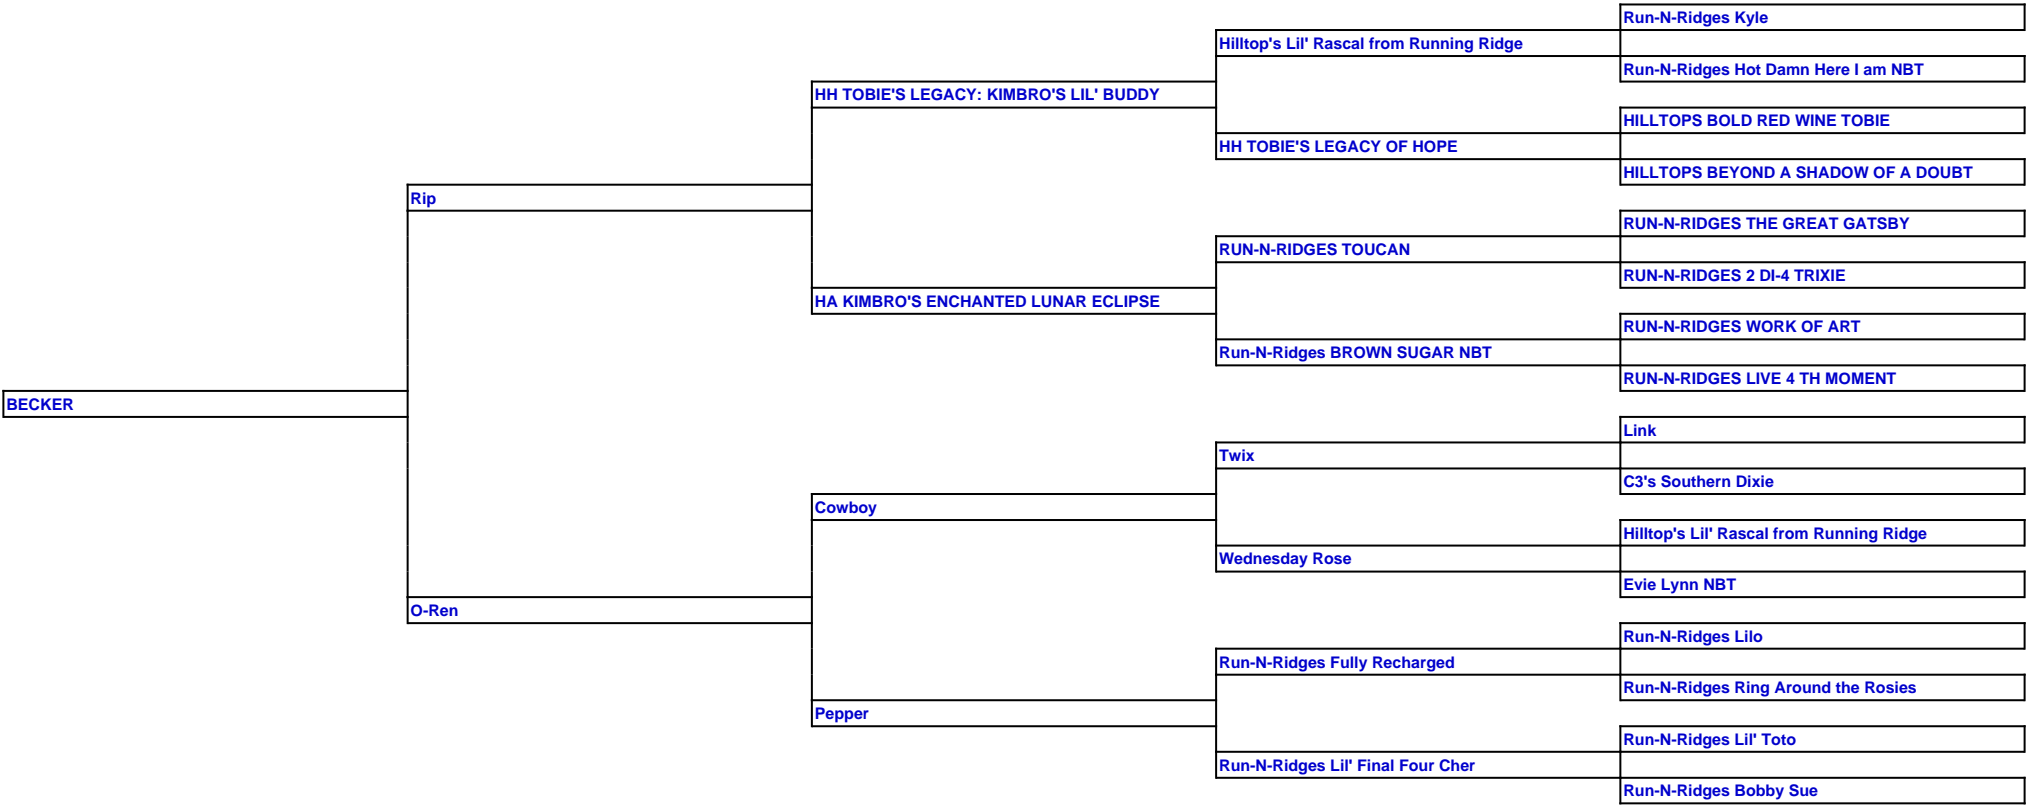 Run-N-Ridges Kyle
Hilltop's Lil' Rascal from Running Ridge
Run-N-Ridges Hot Damn Here I am NBT
HH TOBIE'S LEGACY: KIMBRO'S LIL' BUDDY
HILLTOPS BOLD RED WINE TOBIE
HH TOBIE'S LEGACY OF HOPE
HILLTOPS BEYOND A SHADOW OF A DOUBT
Rip
RUN-N-RIDGES THE GREAT GATSBY
RUN-N-RIDGES TOUCAN
RUN-N-RIDGES 2 DI-4 TRIXIE
HA KIMBRO'S ENCHANTED LUNAR ECLIPSE
RUN-N-RIDGES WORK OF ART
Run-N-Ridges BROWN SUGAR NBT
RUN-N-RIDGES LIVE 4 TH MOMENT
BECKER
Link
Twix
C3's Southern Dixie
Cowboy
Hilltop's Lil' Rascal from Running Ridge
Wednesday Rose
Evie Lynn NBT
O-Ren
Run-N-Ridges Lilo
Run-N-Ridges Fully Recharged
Run-N-Ridges Ring Around the Rosies
Pepper
Run-N-Ridges Lil' Toto
Run-N-Ridges Lil' Final Four Cher
Run-N-Ridges Bobby Sue